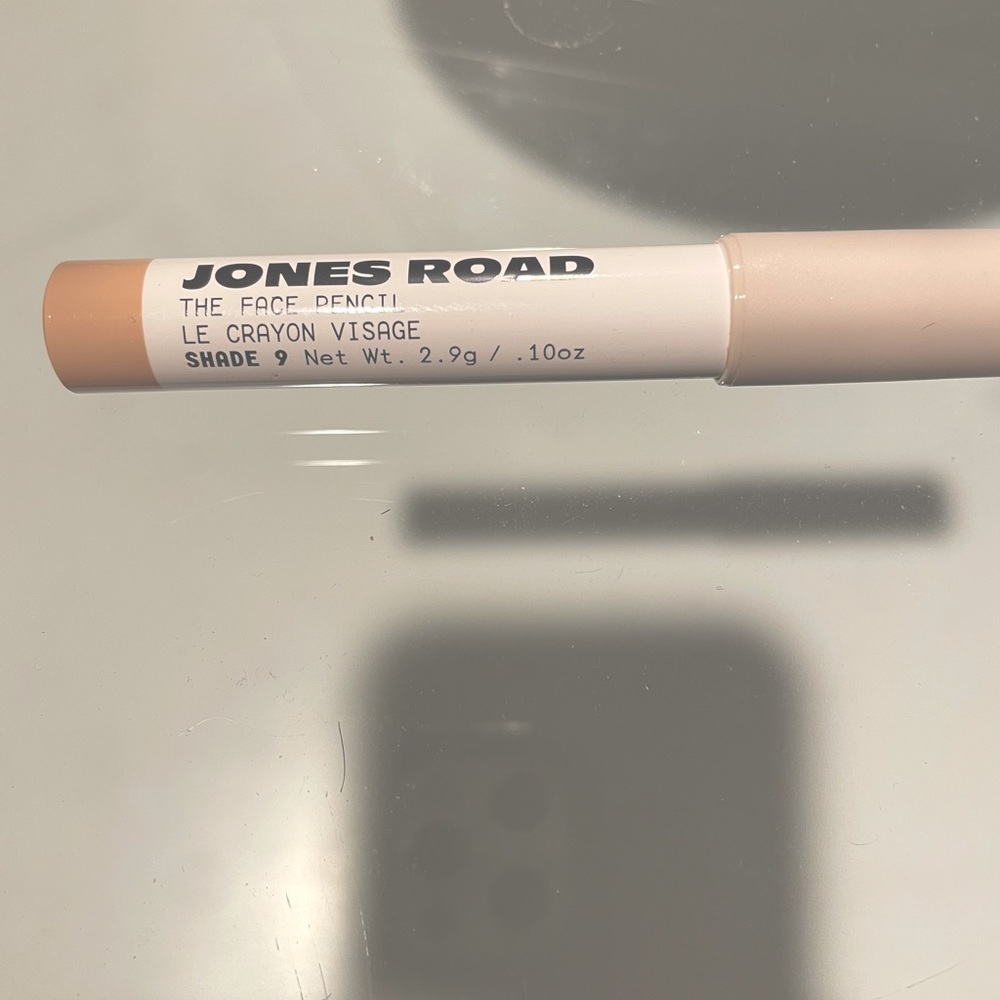 JONES ROAD
THE FACE PENCIL
LE CRAYON VISAGE
SHADE 9 Net Wt. 2.9g / .10oz